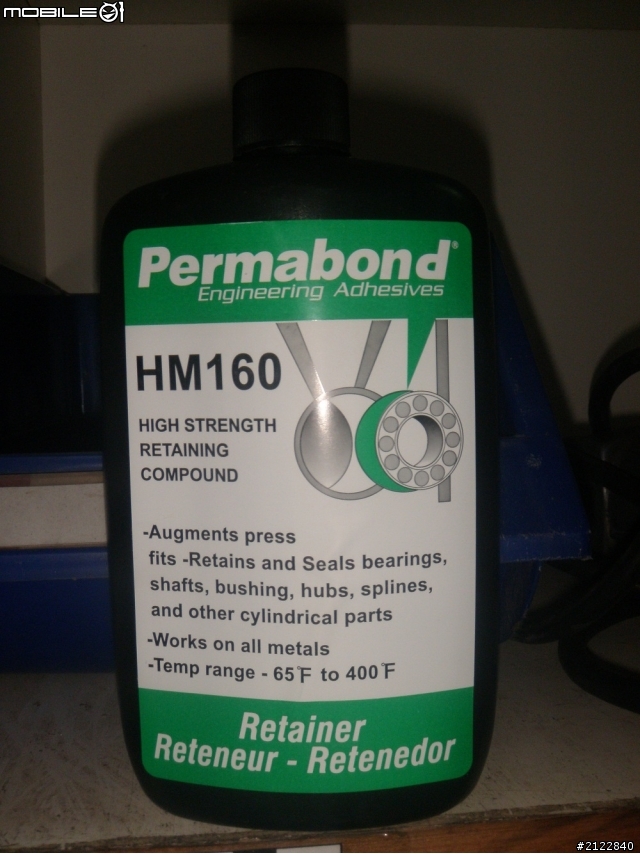 MOBILE01
Permabond®
Engineering Adhesives
HM160
HIGH STRENGTH
RETAINING
COMPOUND
-Augments press
fits -Retains and Seals bearings,
shafts, bushing, hubs, splines,
and other cylindrical parts
-Works on all metals
-Temp range - 65°F to 400°F
Retainer
Reteneur - Retenedor
#2122840